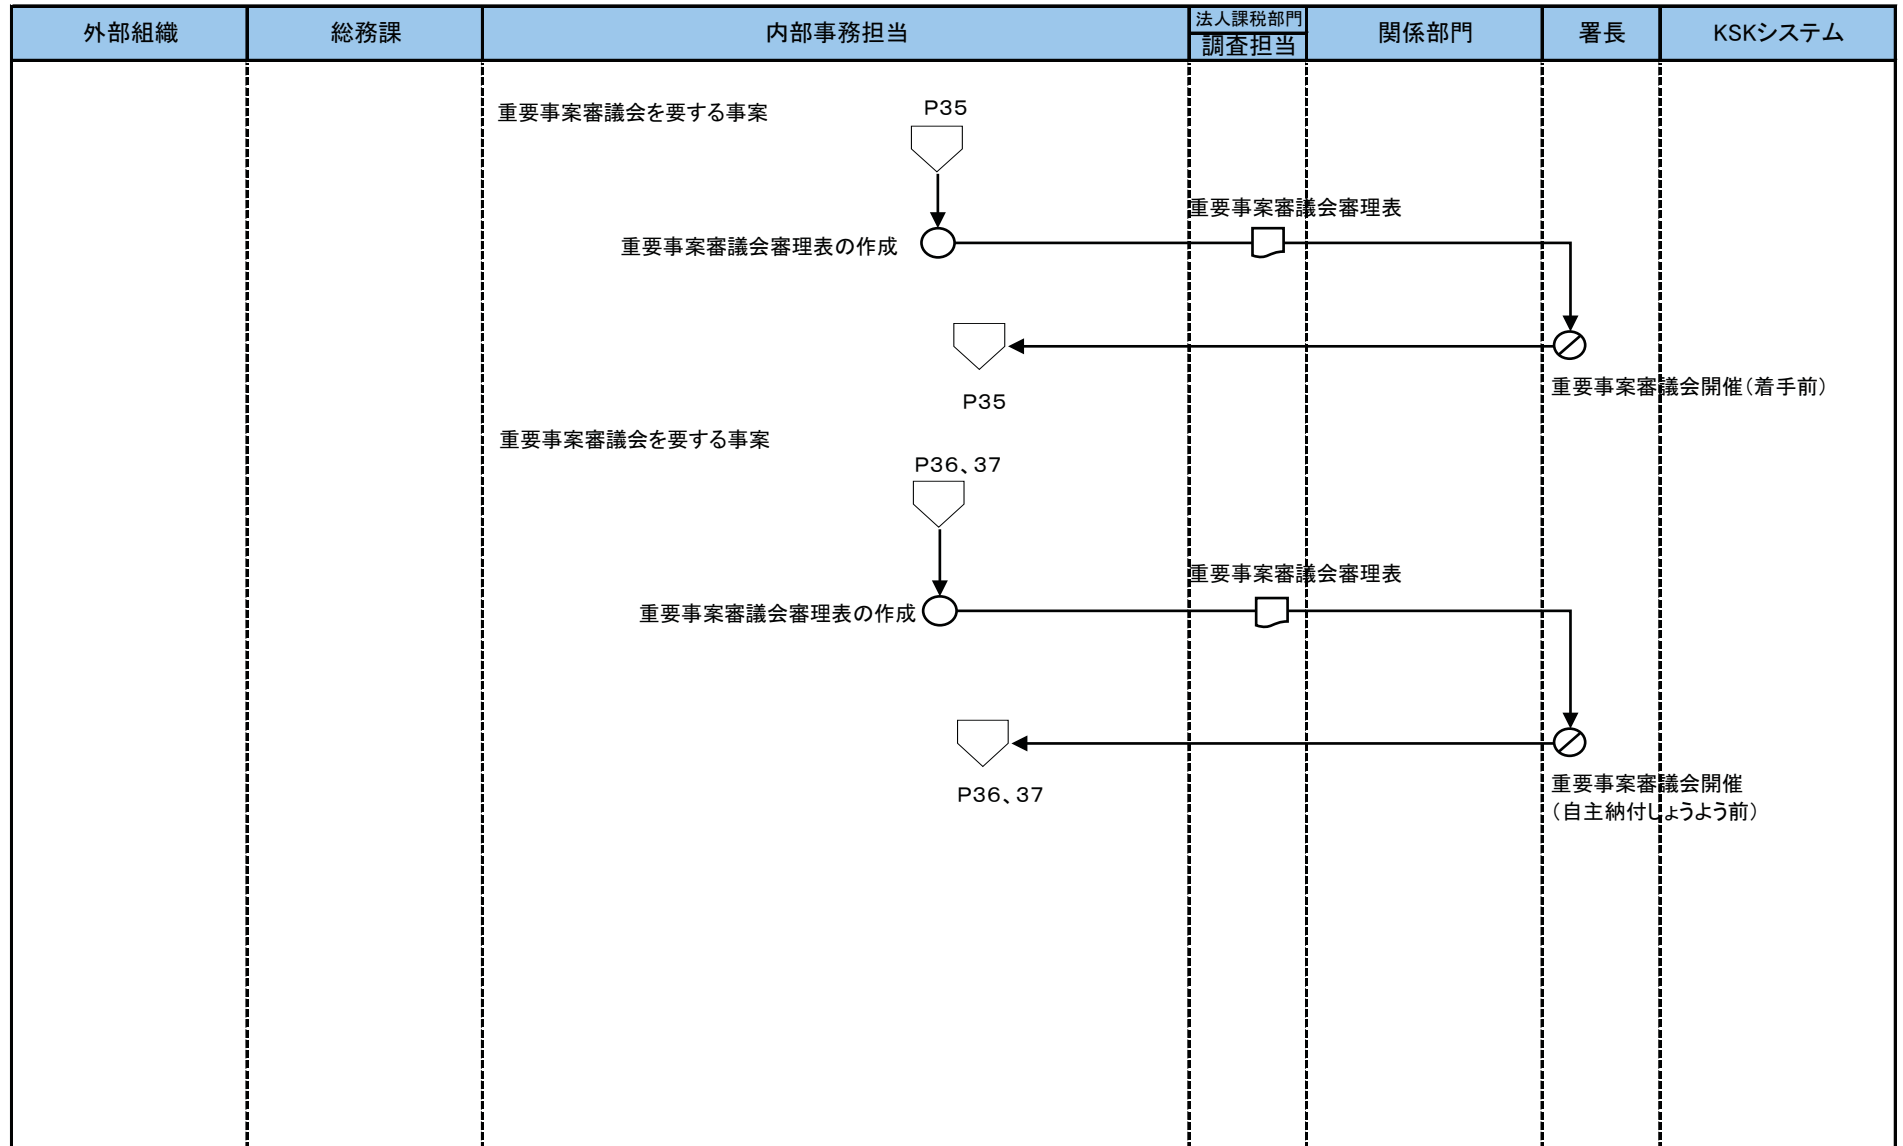 外部組織
総務課
内部事務担当
法人課税部門
調査担当
関係部門
署長
KSKシステム
重要事案審議会を要する事案
P35
重要事案審議会審理表
重要事案審議会審理表の作成
重要事案審議会開催（着手前）
P35
重要事案審議会を要する事案
P36、37
重要事案審議会審理表
重要事案審議会審理表の作成
重要事案審議会開催
（自主納付しょうよう前）
P36、37